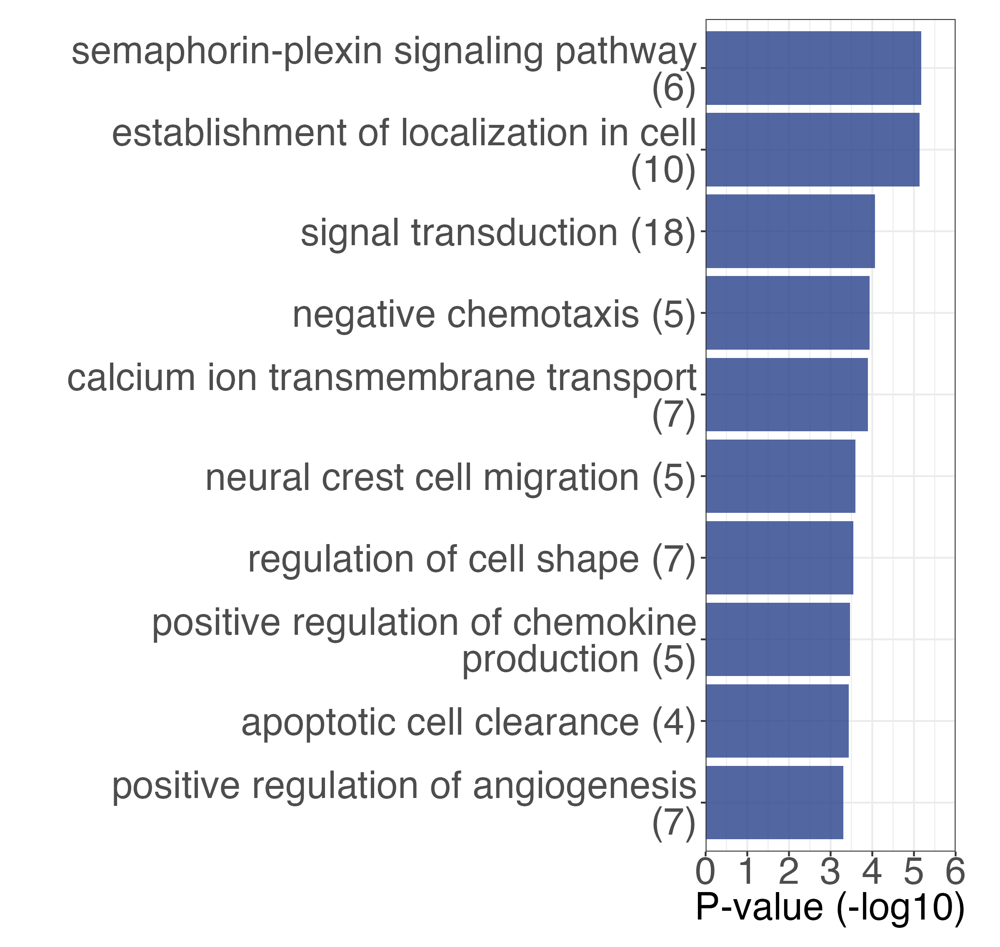 semaphorin-plexin signaling pathway
(6)
establishment of localization in cell
(10)
signal transduction (18)
negative chemotaxis (5)
calcium ion transmembrane transport
(7)
neural crest cell migration (5)
regulation of cell shape (7)
positive regulation of chemokine
production (5)
apoptotic cell clearance (4)
positive regulation of angiogenesis
(7)
0 1 2 3 4 5 6
P-value (-log10)